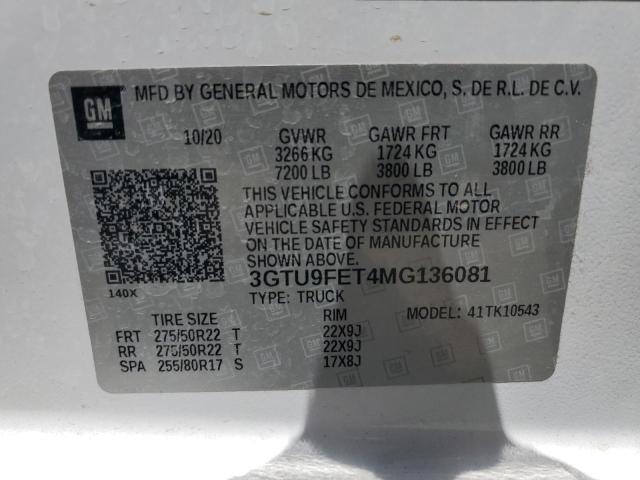 GM MFD BY GENERAL MOTORS DE MEXICO, S. DE R.L. DE C.V.
10/20 GVWR GAWR FRT GAWR RR
3266 KG 1724 KG 1724 KG
7200 LB 3800 LB 3800 LB
THIS VEHICLE CONFORMS TO ALL
APPLICABLE U.S. FEDERAL MOTOR
VEHICLE SAFETY STANDARDS IN EFFECT
ON THE DATE OF MANUFACTURE
SHOWN ABOVE.
140X 3GTU9FET4MG136081
TYPE: TRUCK MODEL: 41TK10543
TIRE SIZE RIM
FRT 275/50R22 T 22X9J
RR 275/50R22 T 22X9J
SPA 255/80R17 S 17X8J